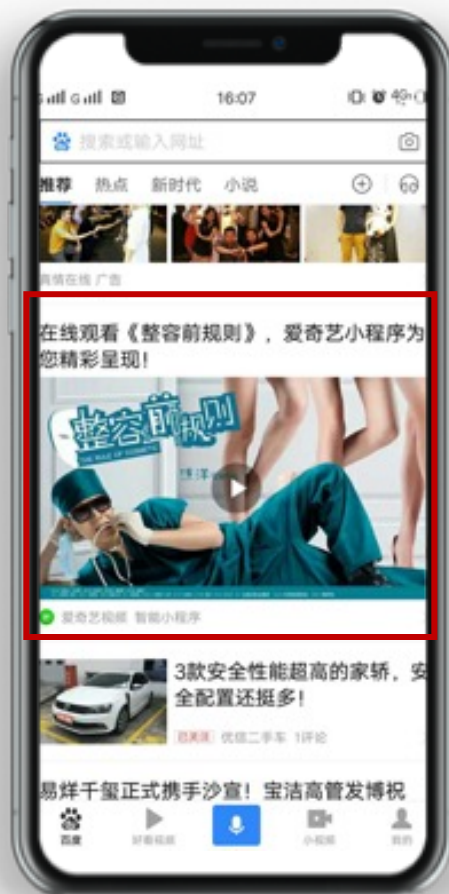 16:07
搜索或输入网址
推荐 热点 新时代 小说
真情在线 广告
在线观看《整容前规则》，爱奇艺小程序为
您精彩呈现！
整容前规则
THE RULE OF COSMETIC
爱奇艺视频 智能小程序
3款安全性能超高的家轿，安
全配置还挺多！
优信二手车 1评论
易烊千玺正式携手沙宣！宝洁高管发博祝
百度 好看视频 小视频 我的